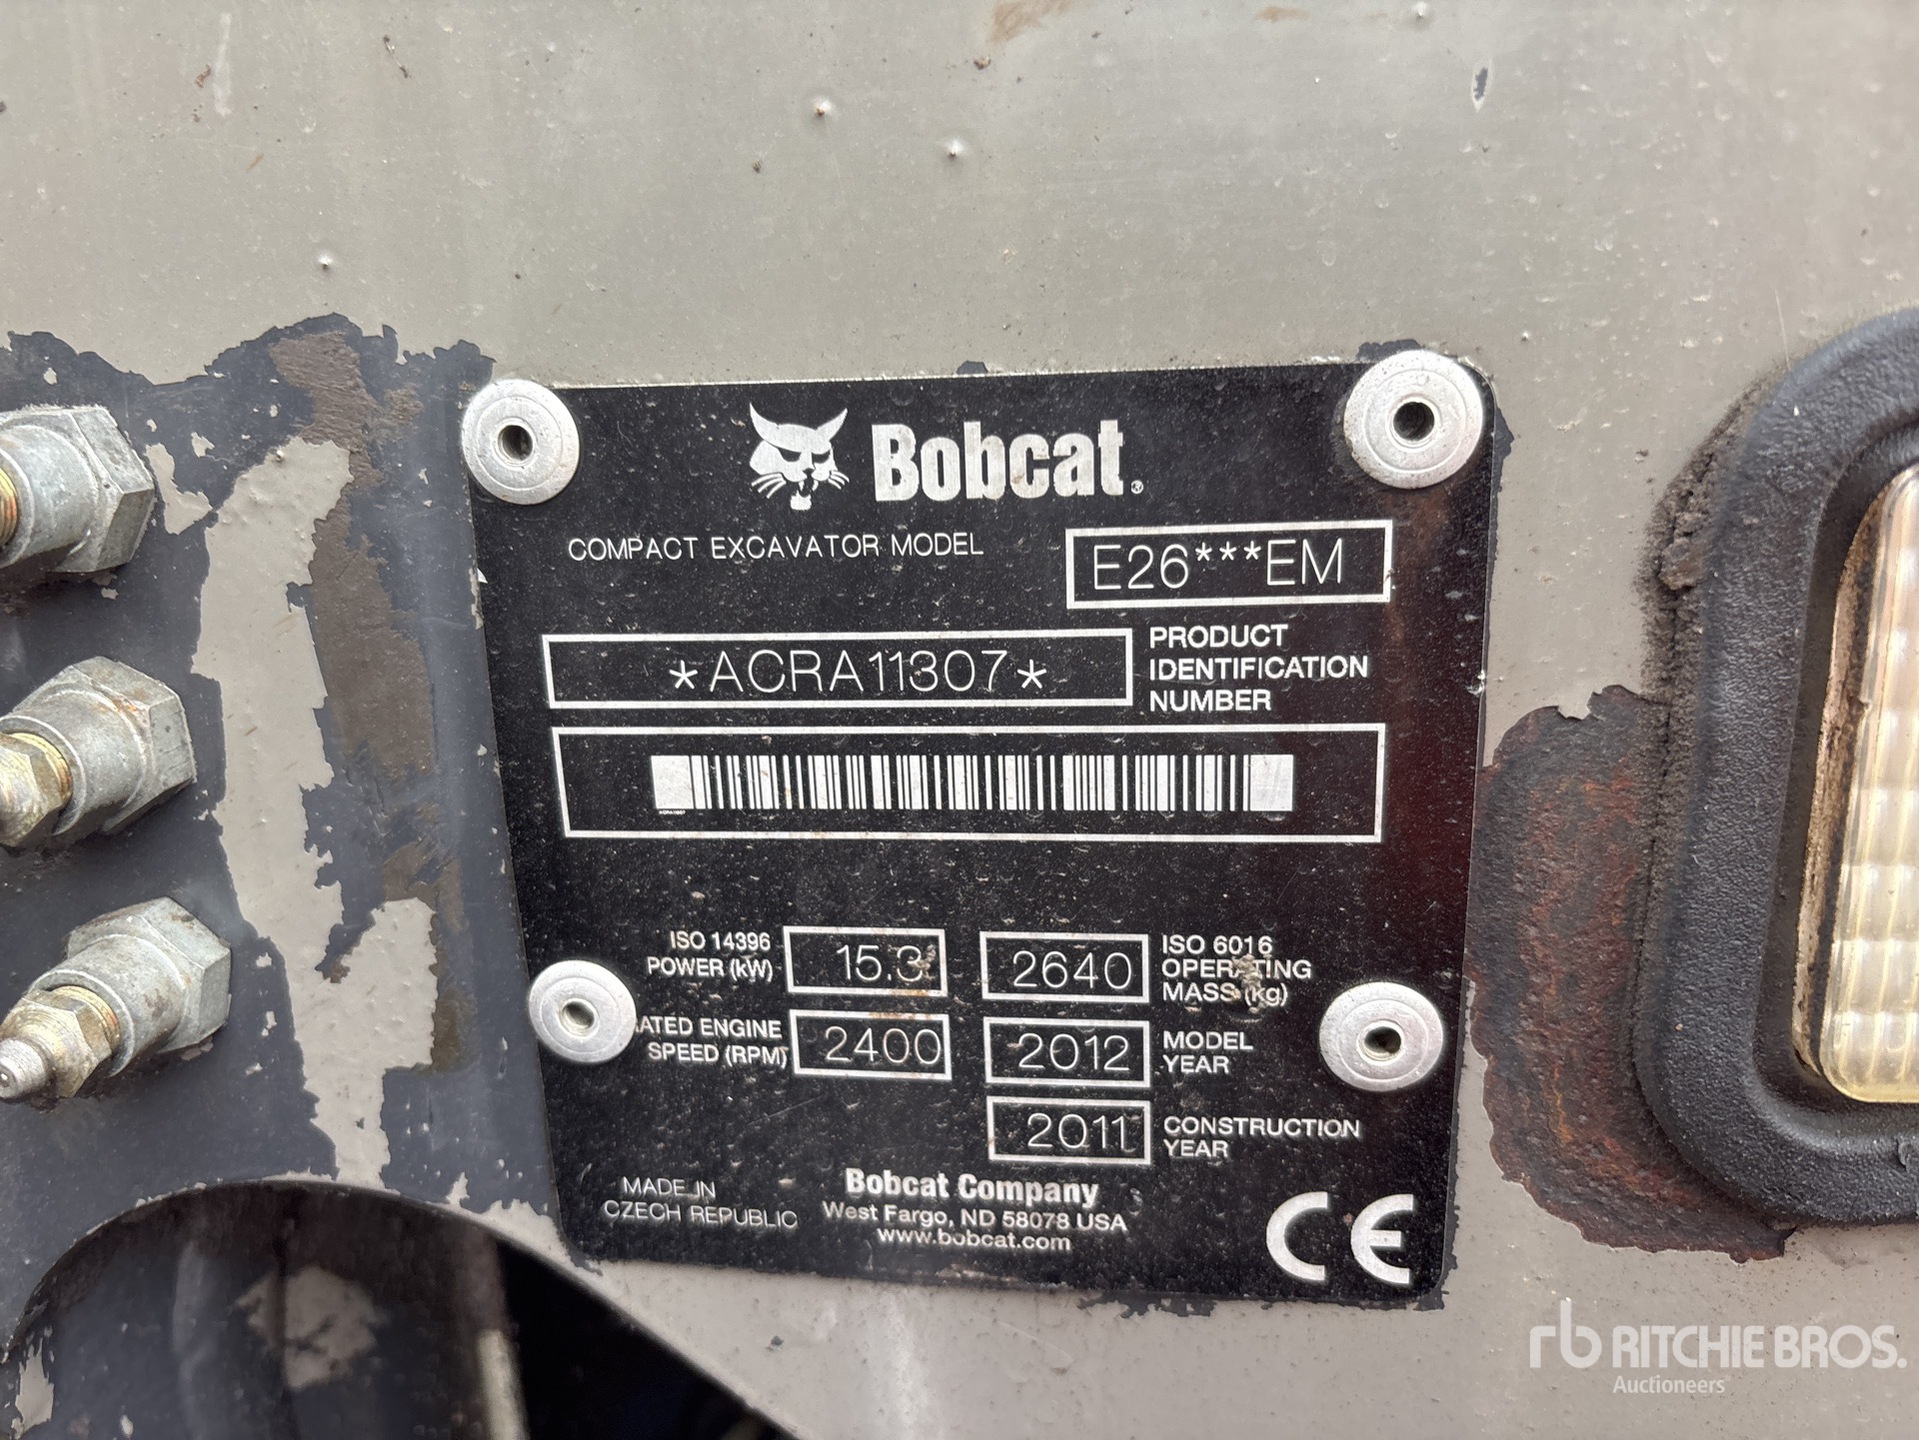 Bobcat®
COMPACT EXCAVATOR MODEL
E26***EM
*ACRA11307*
PRODUCT
IDENTIFICATION
NUMBER
ISO 14396
POWER (kW)
15.3
2640
ISO 6016
OPERATING
MASS (kg)
RATED ENGINE
SPEED (RPM)
2400
2012
MODEL
YEAR
2011
CONSTRUCTION
YEAR
MADE IN
CZECH REPUBLIC
Bobcat Company
West Fargo, ND 58078 USA
www.bobcat.com
CE
rb RITCHIE BROS.
Auctioneers